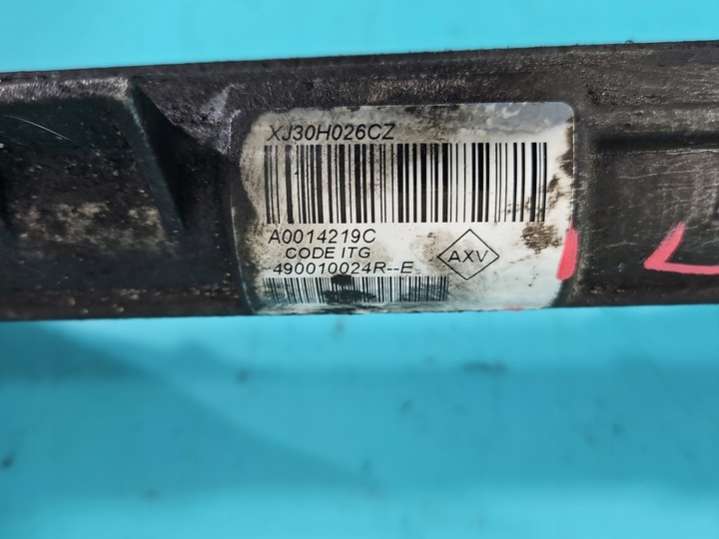 XJ30H026CZ
A0014219C
CODE ITG
AXV
490010024R--E